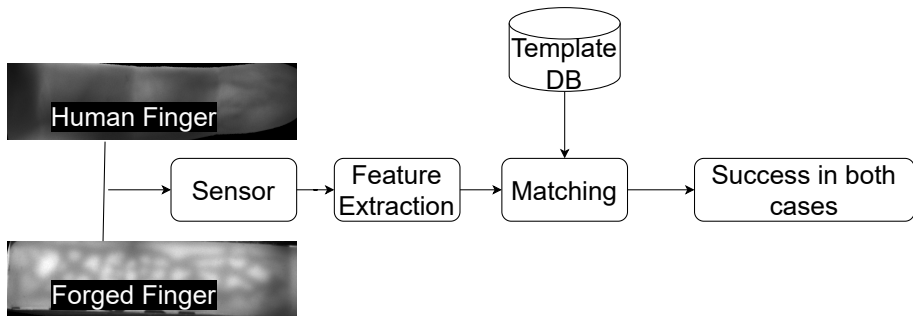 Template
DB
Human Finger
Sensor
Feature
Extraction
Matching
Success in both
cases
Forged Finger